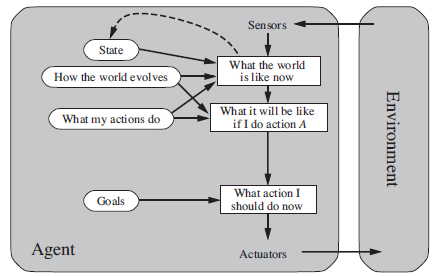 Sensors
State
What the world
is like now
How the world evolves
What it will be like
if I do action A
What my actions do
Environment
What action I
should do now
Goals
Agent
Actuators